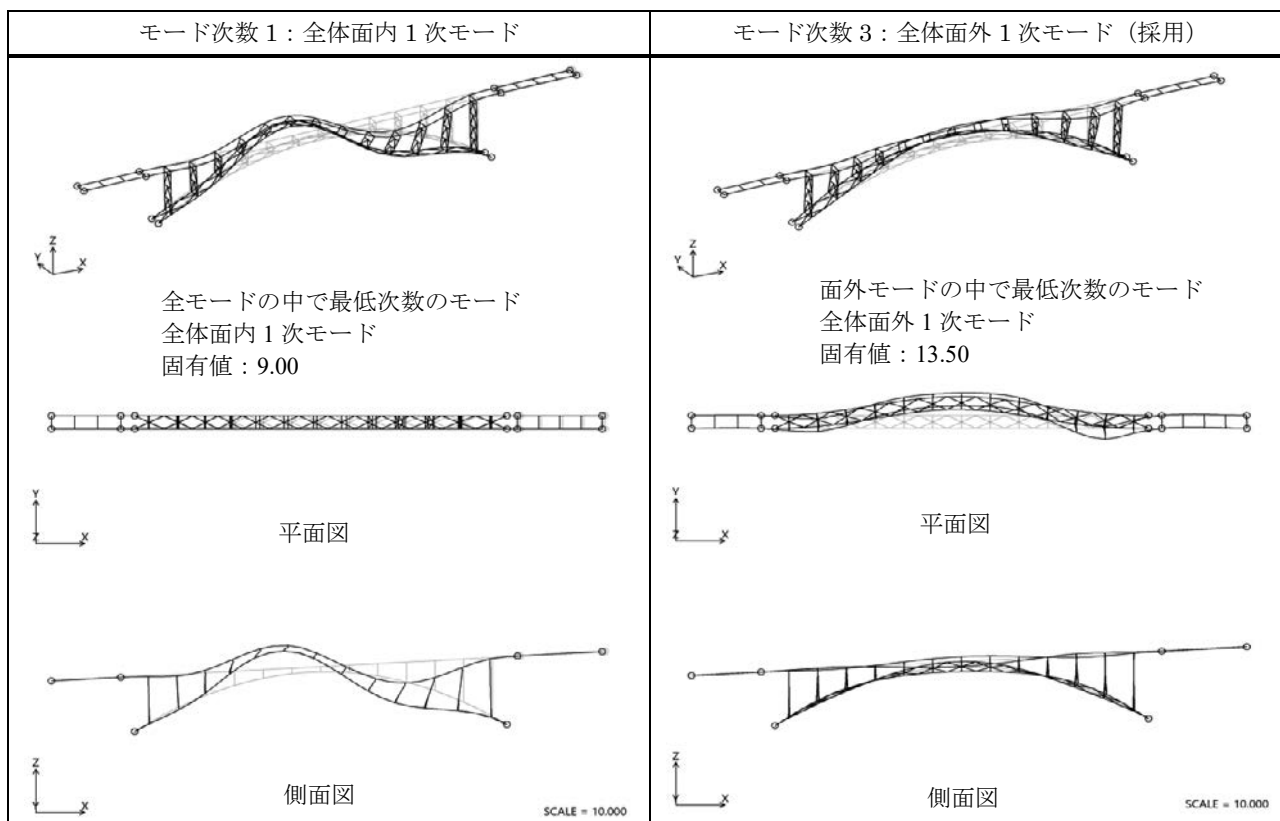 モード次数1：全体面内1次モード
モード次数3：全体面外1次モード（採用）
Z
Y
X
全モードの中で最低次数のモード
全体面内1次モード
固有値：9.00
Y
Z
X
平面図
Z
Y
X
側面図
SCALE = 10.000
Z
Y
X
面外モードの中で最低次数のモード
全体面外1次モード
固有値：13.50
Y
Z
X
平面図
Z
Y
X
側面図
SCALE = 10.000